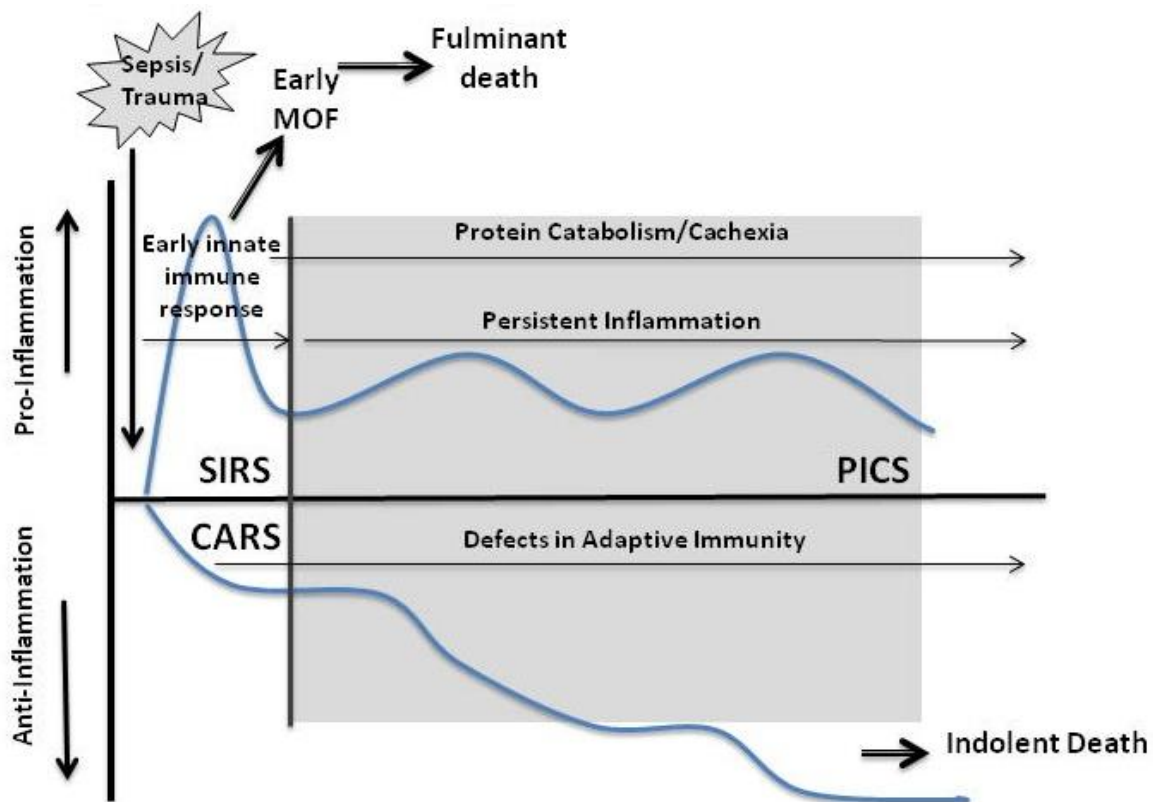 Sepsis/
Trauma
Early
MOF
Fulminant
death
Pro-Inflammation
Early innate
immune
response
Protein Catabolism/Cachexia
Persistent Inflammation
SIRS
PICS
CARS
Defects in Adaptive Immunity
Anti-Inflammation
Indolent Death